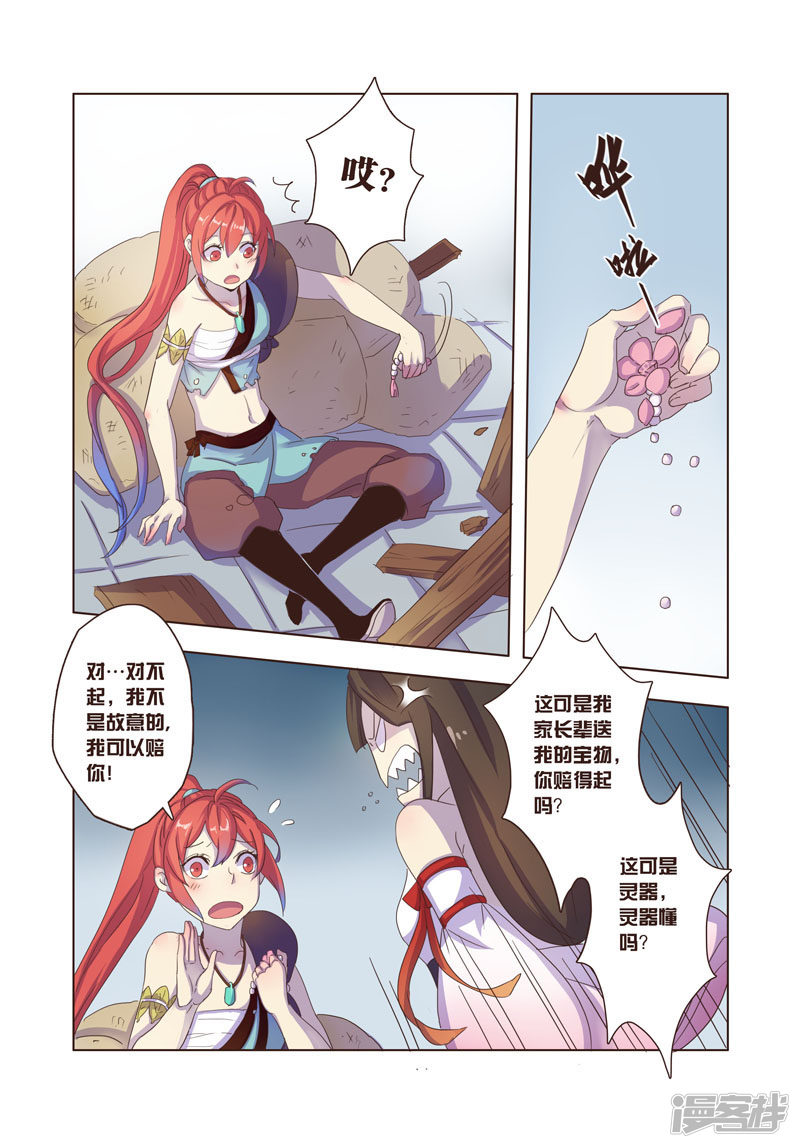 哎？
哗
啦
对…对不
起，我不
是故意的，
我可以赔
你！
这可是我
家长辈送
我的宝物，
你赔得起
吗？
这可是
灵器，
灵器懂
吗？
漫客栈